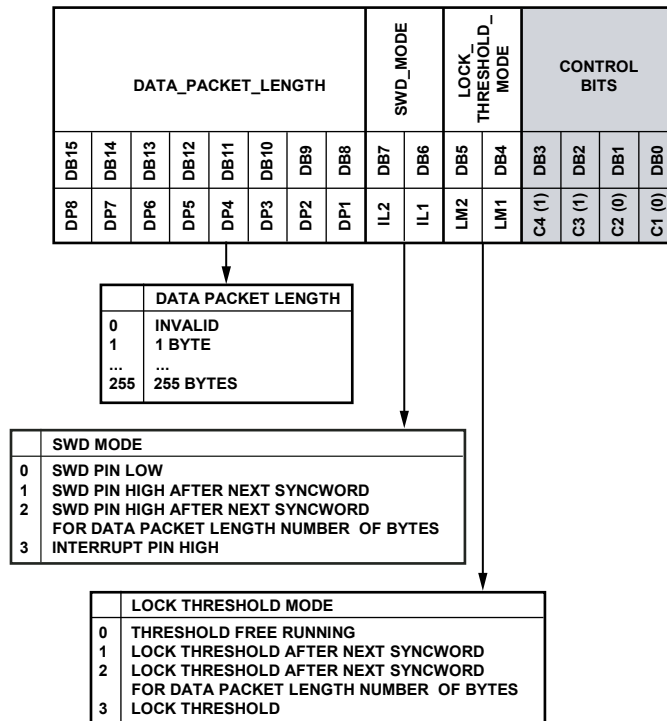 DATA_PACKET_LENGTH
SWD_MODE
LOCK_
THRESHOLD_
MODE
CONTROL
BITS
DB15 DB14 DB13 DB12 DB11 DB10 DB9 DB8 DB7 DB6 DB5 DB4 DB3 DB2 DB1 DB0
DP8 DP7 DP6 DP5 DP4 DP3 DP2 DP1 IL2 IL1 LM2 LM1 C4 (1) C3 (1) C2 (0) C1 (0)
DATA PACKET LENGTH
0 INVALID
1 1 BYTE
... ...
255 255 BYTES
SWD MODE
0 SWD PIN LOW
1 SWD PIN HIGH AFTER NEXT SYNCWORD
2 SWD PIN HIGH AFTER NEXT SYNCWORD
FOR DATA PACKET LENGTH NUMBER OF BYTES
3 INTERRUPT PIN HIGH
LOCK THRESHOLD MODE
0 THRESHOLD FREE RUNNING
1 LOCK THRESHOLD AFTER NEXT SYNCWORD
2 LOCK THRESHOLD AFTER NEXT SYNCWORD
FOR DATA PACKET LENGTH NUMBER OF BYTES
3 LOCK THRESHOLD